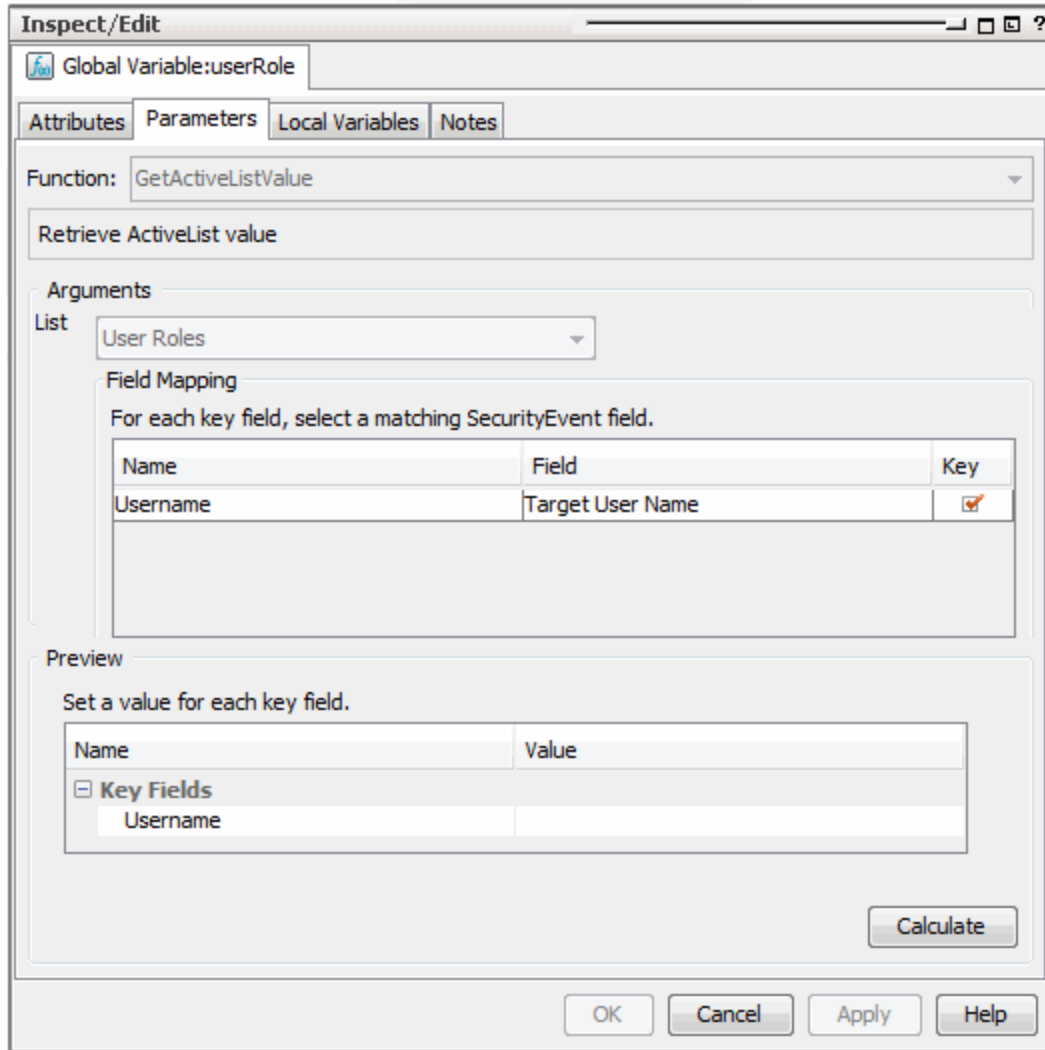 Inspect/Edit ?
Global Variable:userRole
Attributes Parameters Local Variables Notes
Function: GetActiveListValue
Retrieve ActiveList value
Arguments
List User Roles
Field Mapping
For each key field, select a matching SecurityEvent field.
Name Field Key
Username Target User Name
Preview
Set a value for each key field.
Name Value
Key Fields
Username
Calculate
OK Cancel Apply Help